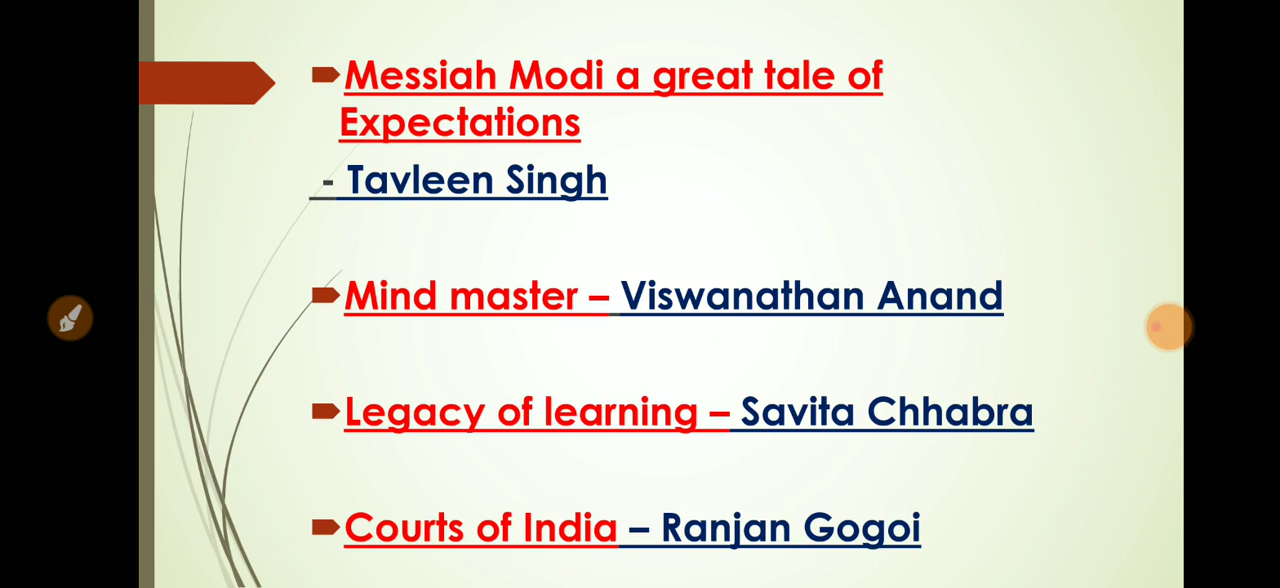 Messiah Modi a great tale of
Expectations
- Tavleen Singh
Mind master – Viswanathan Anand
Legacy of learning – Savita Chhabra
Courts of India – Ranjan Gogoi